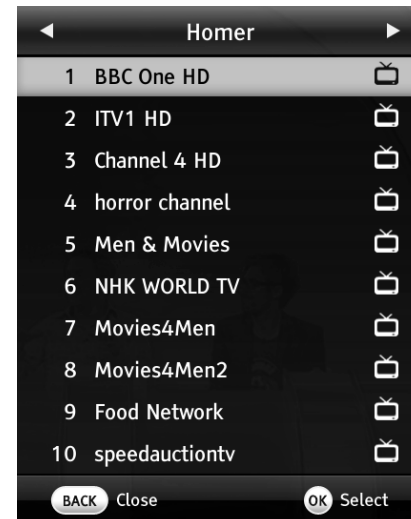 Homer
1 BBC One HD
2 ITV1 HD
3 Channel 4 HD
4 horror channel
5 Men & Movies
6 NHK WORLD TV
7 Movies4Men
8 Movies4Men2
9 Food Network
10 speedauctiontv
BACK Close OK Select